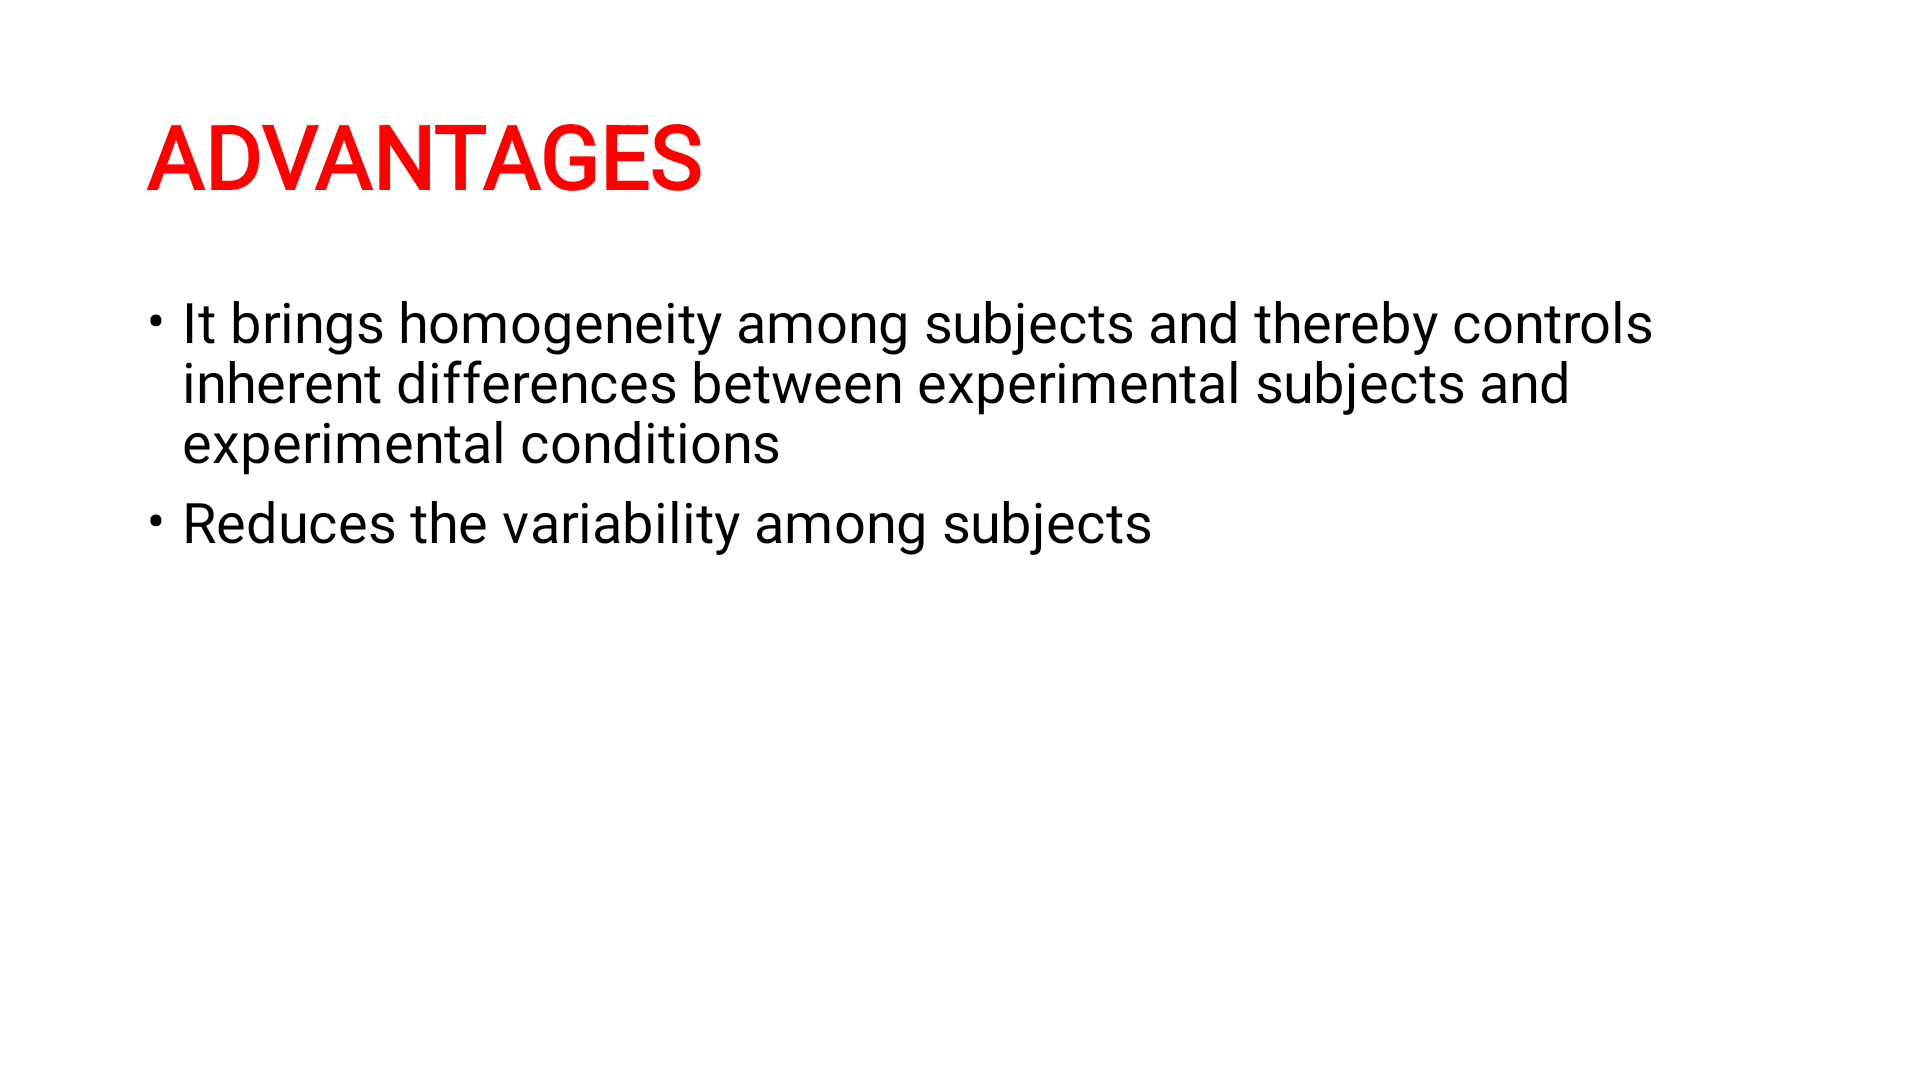 ADVANTAGES
• It brings homogeneity among subjects and thereby controls
inherent differences between experimental subjects and
experimental conditions
• Reduces the variability among subjects